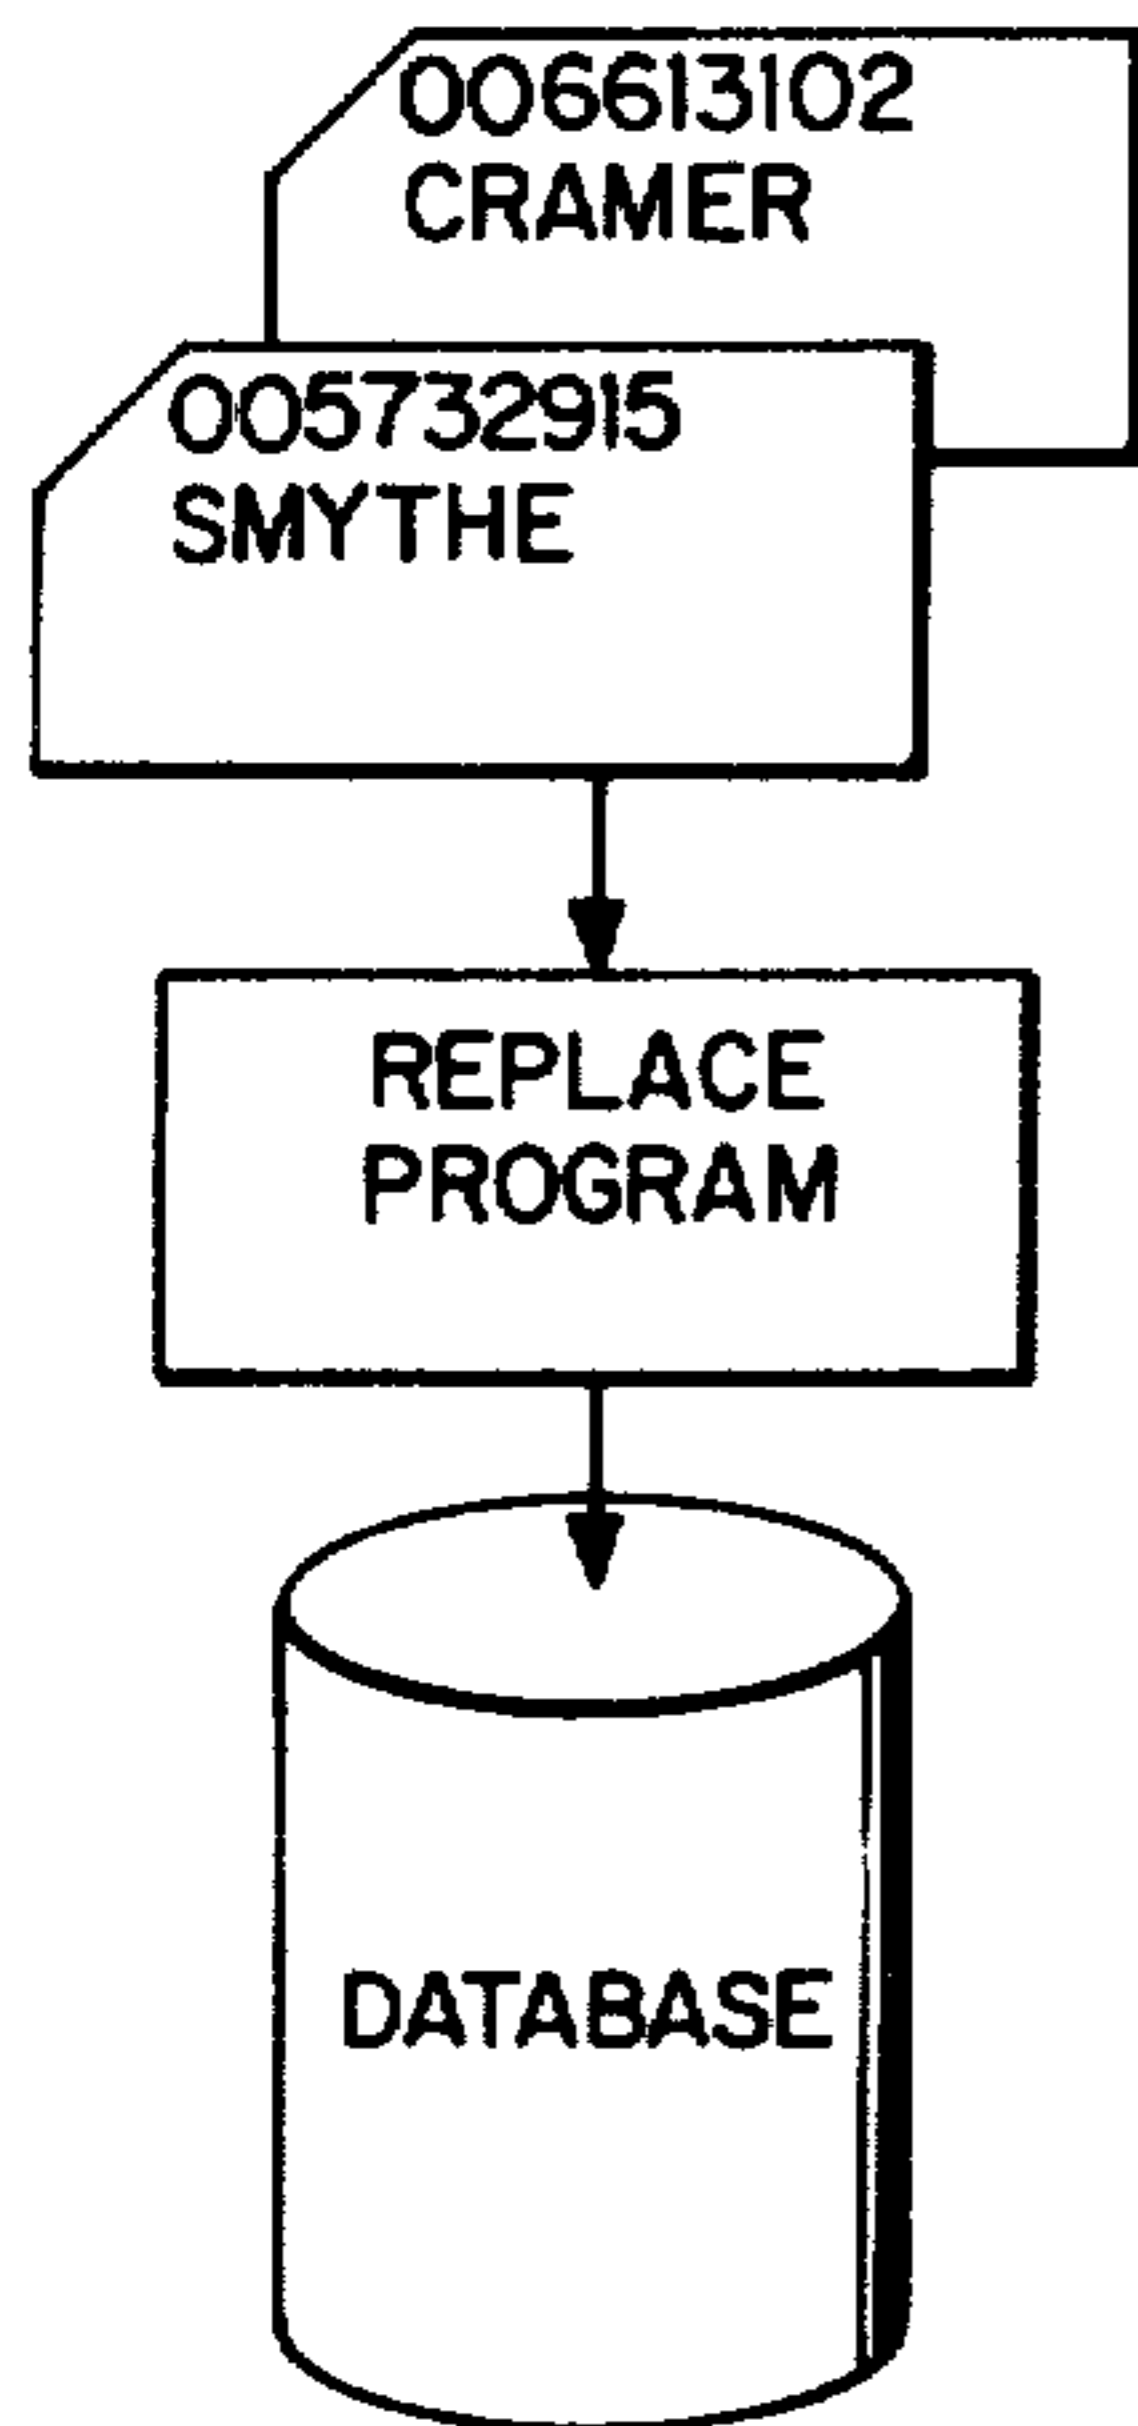 006613102
CRAMER
005732915
SMYTHE
REPLACE
PROGRAM
DATABASE